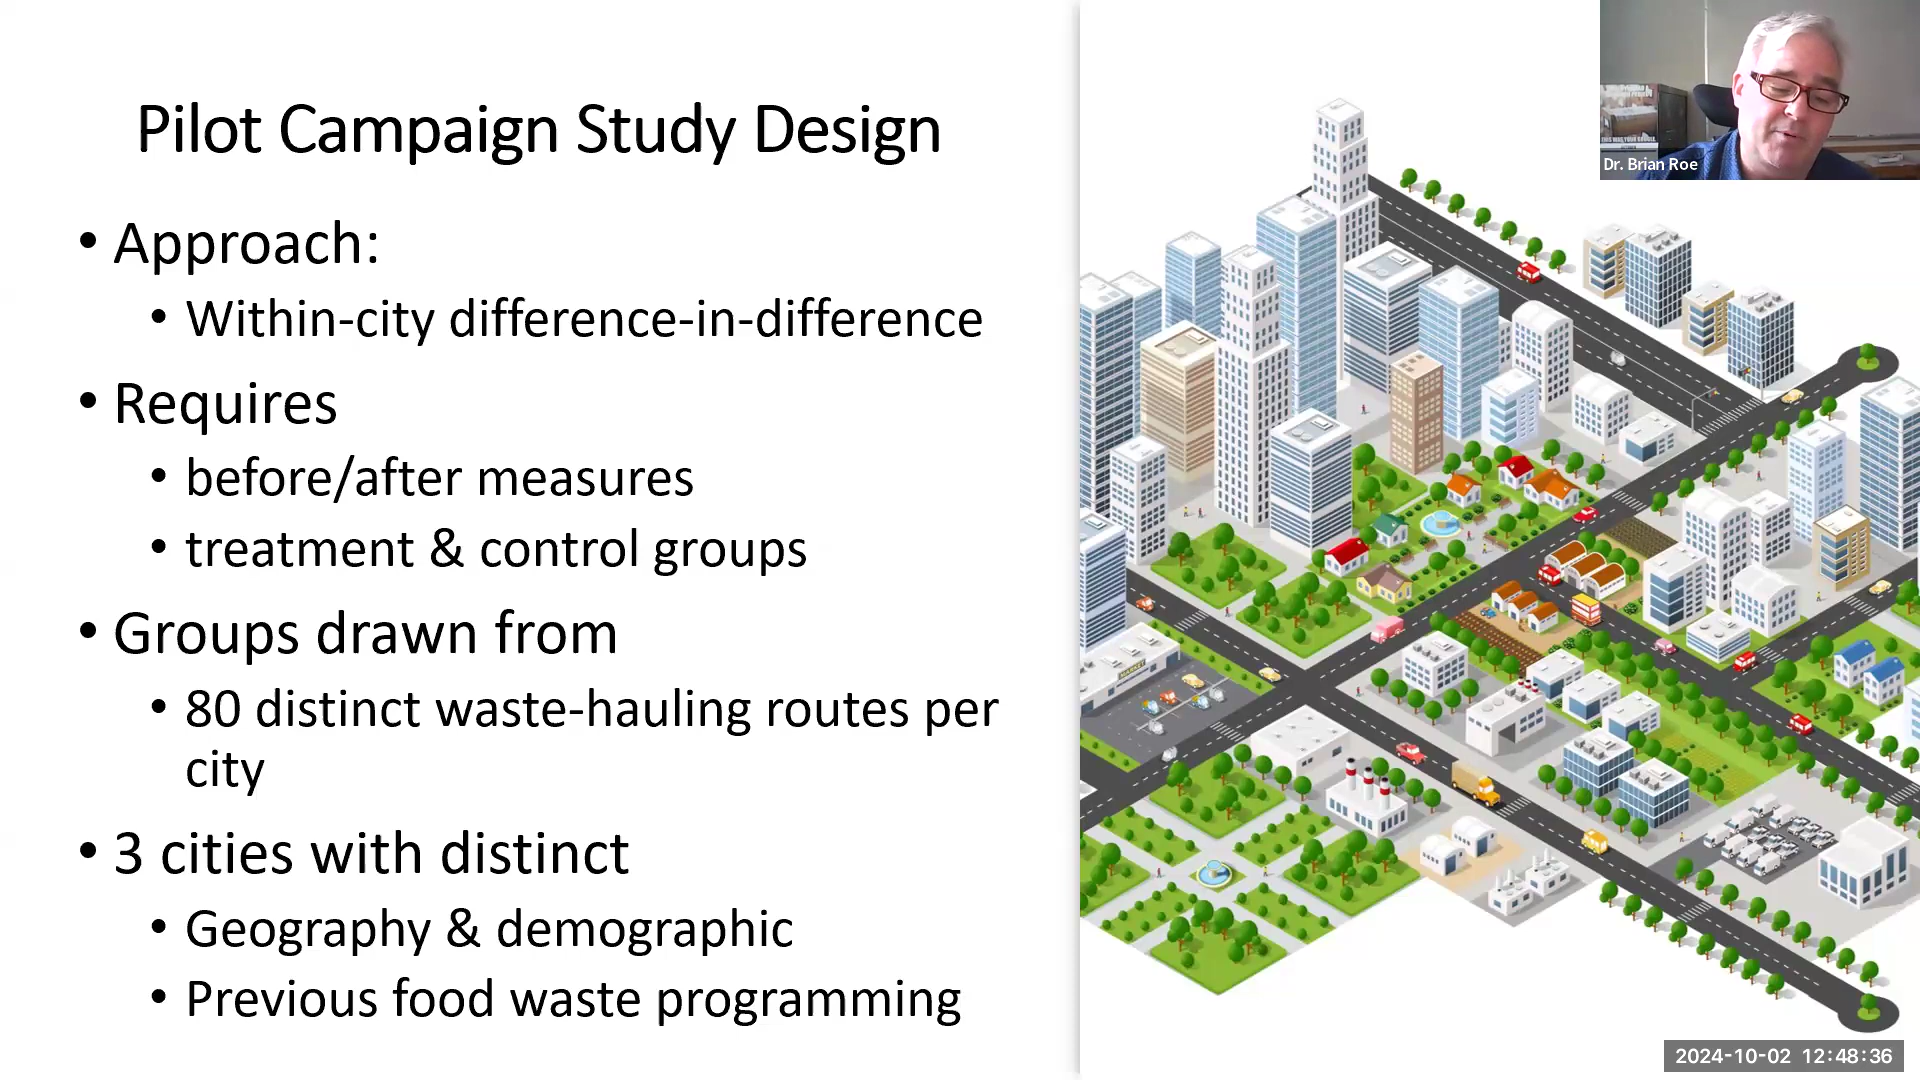 Pilot Campaign Study Design
• Approach:
• Within-city difference-in-difference
• Requires
• before/after measures
• treatment & control groups
• Groups drawn from
• 80 distinct waste-hauling routes per
city
• 3 cities with distinct
• Geography & demographic
• Previous food waste programming
Dr. Brian Roe
MARKET
2024-10-02 12:48:36